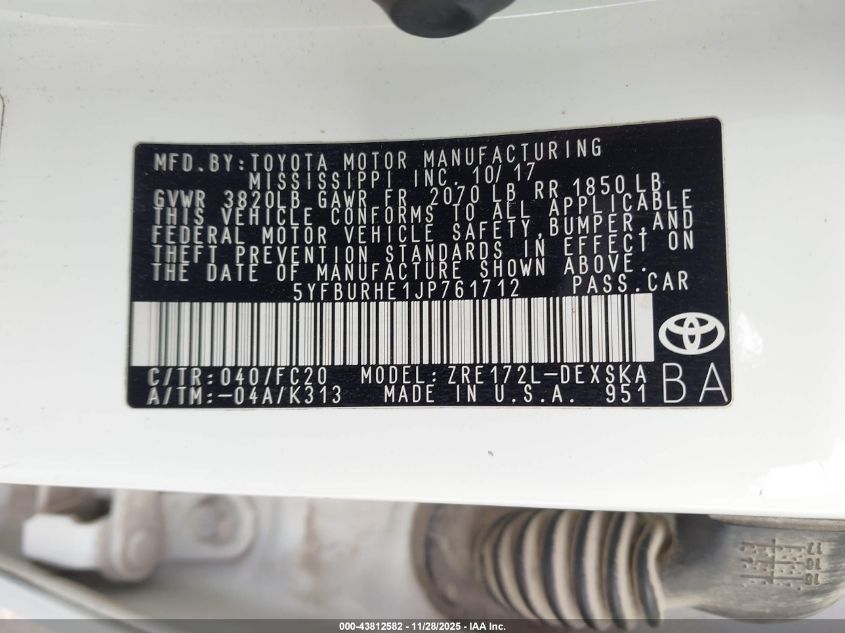 MFD.BY:TOYOTA MOTOR MANUFACTURING
MISSISSIPPI INC. 10/17
GVWR 3820LB GAWR FR 2070 LB RR 1850 LB
THIS VEHICLE CONFORMS TO ALL APPLICABLE
FEDERAL MOTOR VEHICLE SAFETY,BUMPER,AND
THEFT PREVENTION STANDARDS IN EFFECT ON
THE DATE OF MANUFACTURE SHOWN ABOVE.
5YFBURHE1JP761712 PASS.CAR
C/TR:040/FC20 MODEL:ZRE172L-DEXSKA
A/TM:-04A/K313 MADE IN U.S.A. 951
BA
17
16
000-43812582 / 11/28/2025 - IAA Inc.